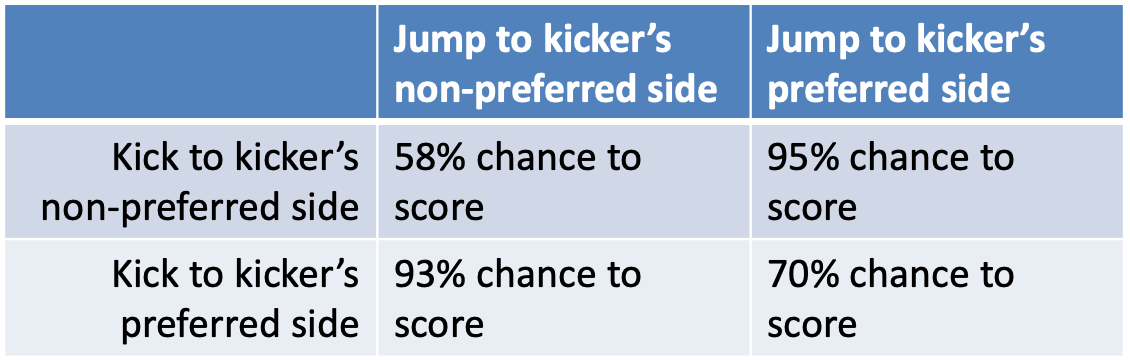 Jump to kicker’s
non-preferred side
Jump to kicker’s
preferred side
Kick to kicker’s
non-preferred side
58% chance to
score
95% chance to
score
Kick to kicker’s
preferred side
93% chance to
score
70% chance to
score